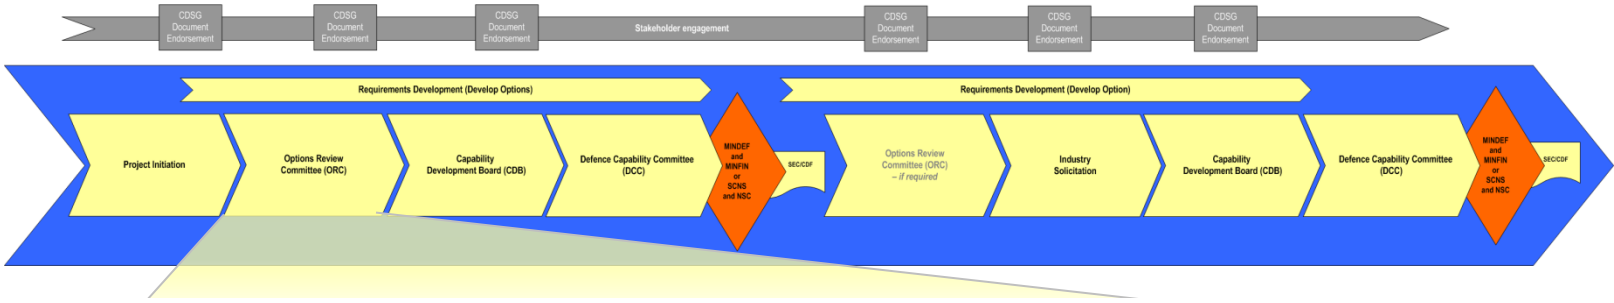 CDSG
Document
Endorsement
CDSG
Document
Endorsement
CDSG
Document
Endorsement
Stakeholder engagement
CDSG
Document
Endorsement
CDSG
Document
Endorsement
CDSG
Document
Endorsement
Requirements Development (Develop Options)
Requirements Development (Develop Option)
Project Initiation
Options Review
Committee (ORC)
Capability
Development Board (CDB)
Defence Capability Committee
(DCC)
MINDEF
and
MINFIN
or
SCNS
and NSC
SEC/CDF
Options Review
Committee (ORC)
– if required
Industry
Solicitation
Capability
Development Board (CDB)
Defence Capability Committee
(DCC)
MINDEF
and
MINFIN
or
SCNS
and NSC
SEC/CDF